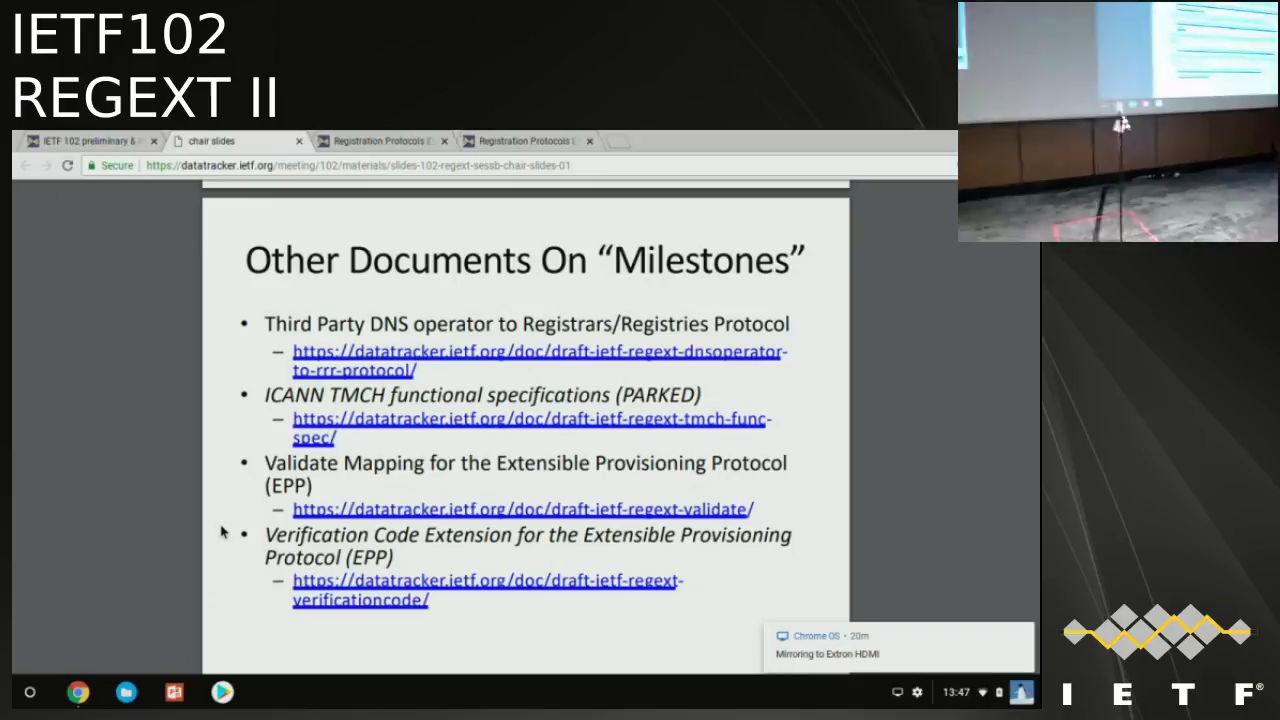 IETF102
REGEXT II
IETF 102 preliminary &
chair slides
Registration Protocols E
Registration Protocols E
Secure
https://datatracker.ietf.org/meeting/102/materials/slides-102-regext-sessb-chair-slides-01
Other Documents On “Milestones”
• Third Party DNS operator to Registrars/Registries Protocol
– https://datatracker.ietf.org/doc/draft-ietf-regext-dnsoperator-
to-rrr-protocol/
• ICANN TMCH functional specifications (PARKED)
– https://datatracker.ietf.org/doc/draft-ietf-regext-tmch-func-
spec/
• Validate Mapping for the Extensible Provisioning Protocol
(EPP)
– https://datatracker.ietf.org/doc/draft-ietf-regext-validate/
• Verification Code Extension for the Extensible Provisioning
Protocol (EPP)
– https://datatracker.ietf.org/doc/draft-ietf-regext-
verificationcode/
Chrome OS · 20m
Mirroring to Extron HDMI
13:47
I E T F®